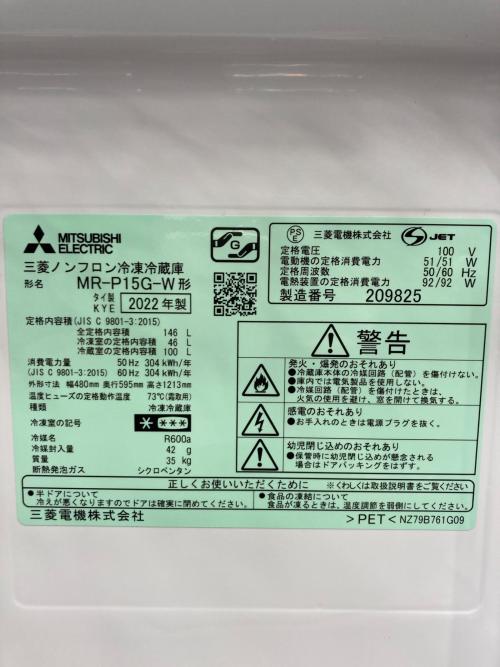 MITSUBISHI
ELECTRIC
G
三菱ノンフロン冷凍冷蔵庫
形名 MR-P15G-W 形
タイ製
KYE 2022年製
定格内容積(JIS C 9801-3:2015)
全定格内容積 146 L
冷凍室の定格内容積 46 L
冷蔵室の定格内容積 100 L
消費電力量 50 Hz 304 kWh/年
(JIS C 9801-3:2015) 60 Hz 304 kWh/年
外形寸法 幅480mm 奥行595mm 高さ1213mm
温度ヒューズの定格動作温度 73℃(霜取用)
種類 冷凍冷蔵庫
冷凍室の記号 * ***
冷媒名 R600a
冷媒封入量 42 g
質量 35 kg
断熱発泡ガス シクロペンタン
PS
E
三菱電機株式会社
JET
定格電圧 100 V
電動機の定格消費電力 51/51 W
定格周波数 50/60 Hz
電熱装置の定格消費電力 92/92 W
製造番号 209825
警告
発火・爆発のおそれあり
●冷蔵庫本体の冷媒回路(配管)を傷付けない。
●庫内では電気製品を使用しない。
●冷媒回路(配管)を傷付けたときは、
火気の使用を避け、窓を開けて換気する。
感電のおそれあり
●お手入れのときは電源プラグを抜く。
幼児閉じ込めのおそれあり
●保管時に幼児閉じ込めが懸念される
場合はドアパッキングをはずす。
正しくお使いいただくために ※くわしくは取扱説明書をご覧ください
●半ドアについて
冷えが悪くなりますのでドアは確実に閉めてください。
●食品の凍結について
食品が凍るときは、温度調節を弱側にしてください。
三菱電機株式会社
>PET< NZ79B761G09